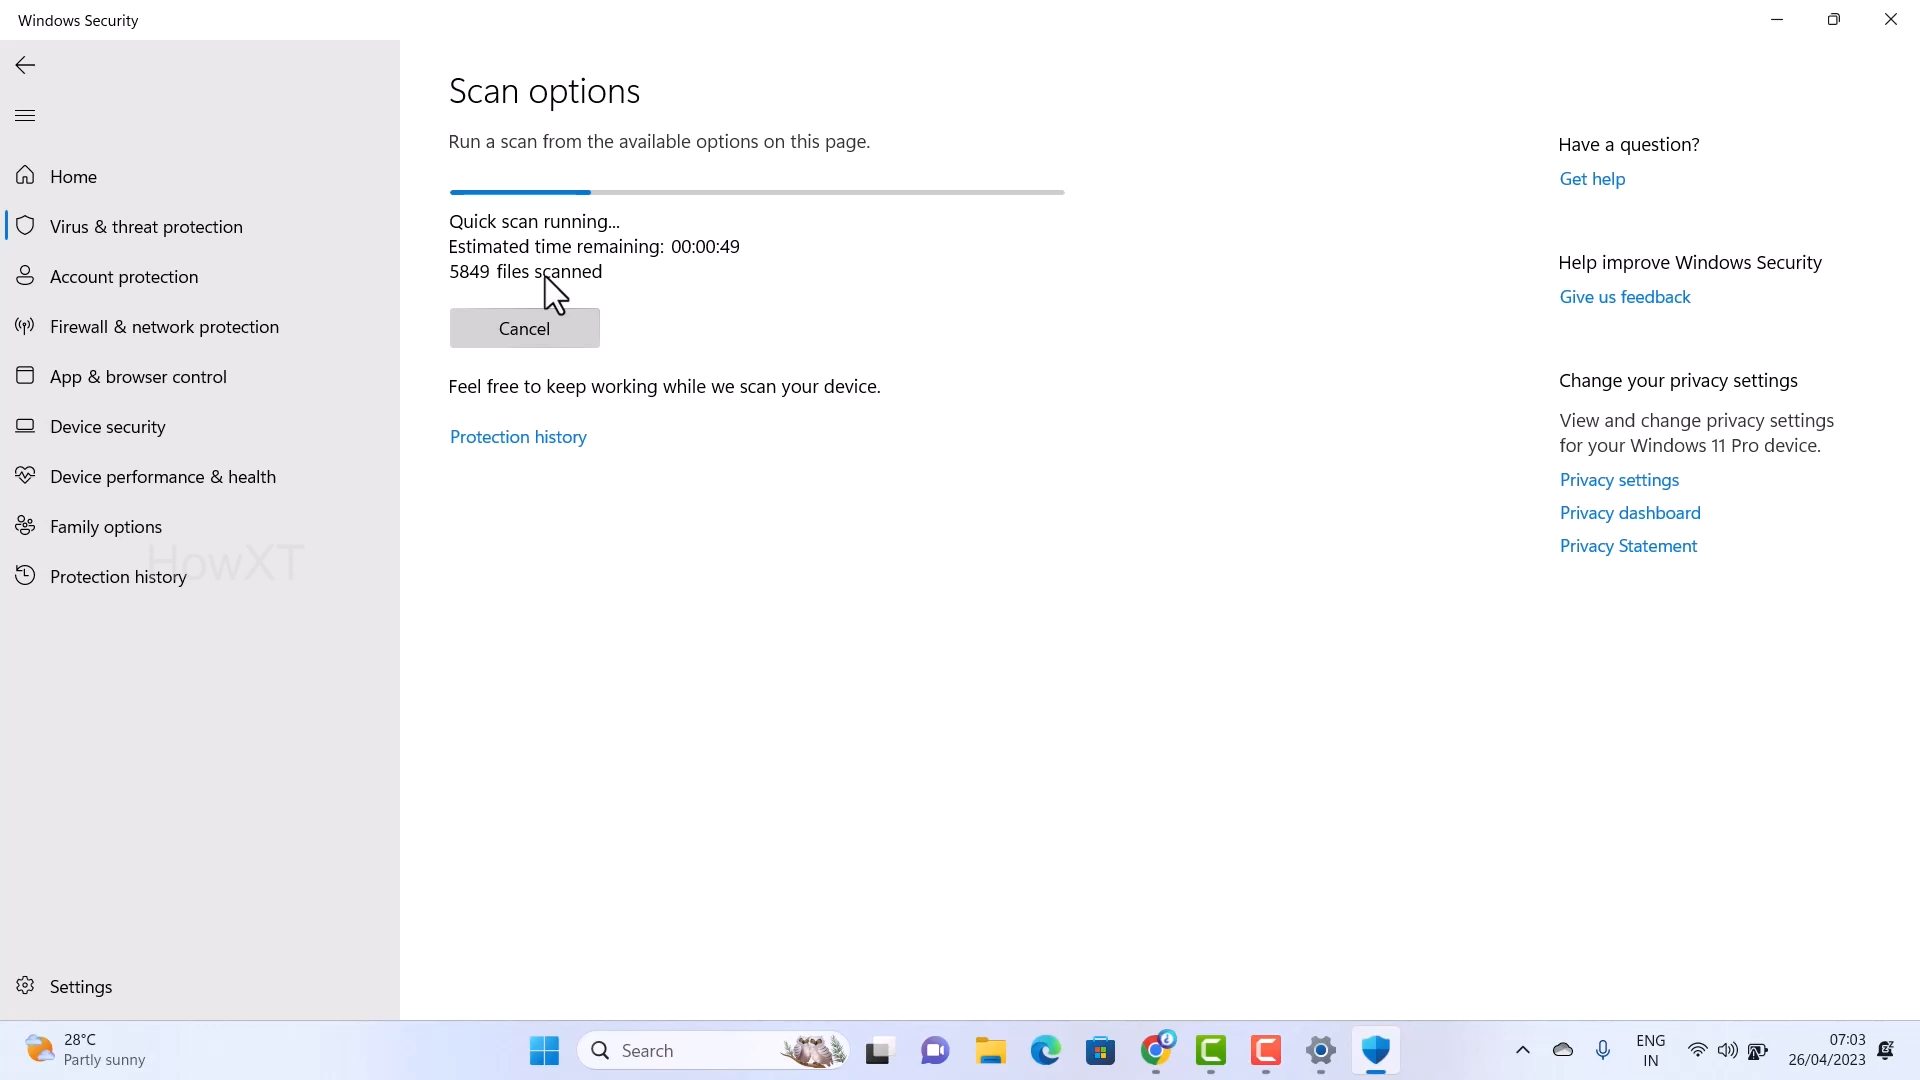 Windows Security
Home
Virus & threat protection
Account protection
Firewall & network protection
App & browser control
Device security
Device performance & health
Family options
HowXT
Protection history
Settings
Scan options
Run a scan from the available options on this page.
Quick scan running...
Estimated time remaining: 00:00:49
5849 files scanned
Cancel
Feel free to keep working while we scan your device.
Protection history
Have a question?
Get help
Help improve Windows Security
Give us feedback
Change your privacy settings
View and change privacy settings
for your Windows 11 Pro device.
Privacy settings
Privacy dashboard
Privacy Statement
28°C
Partly sunny
Search
ENG
IN
07:03
26/04/2023